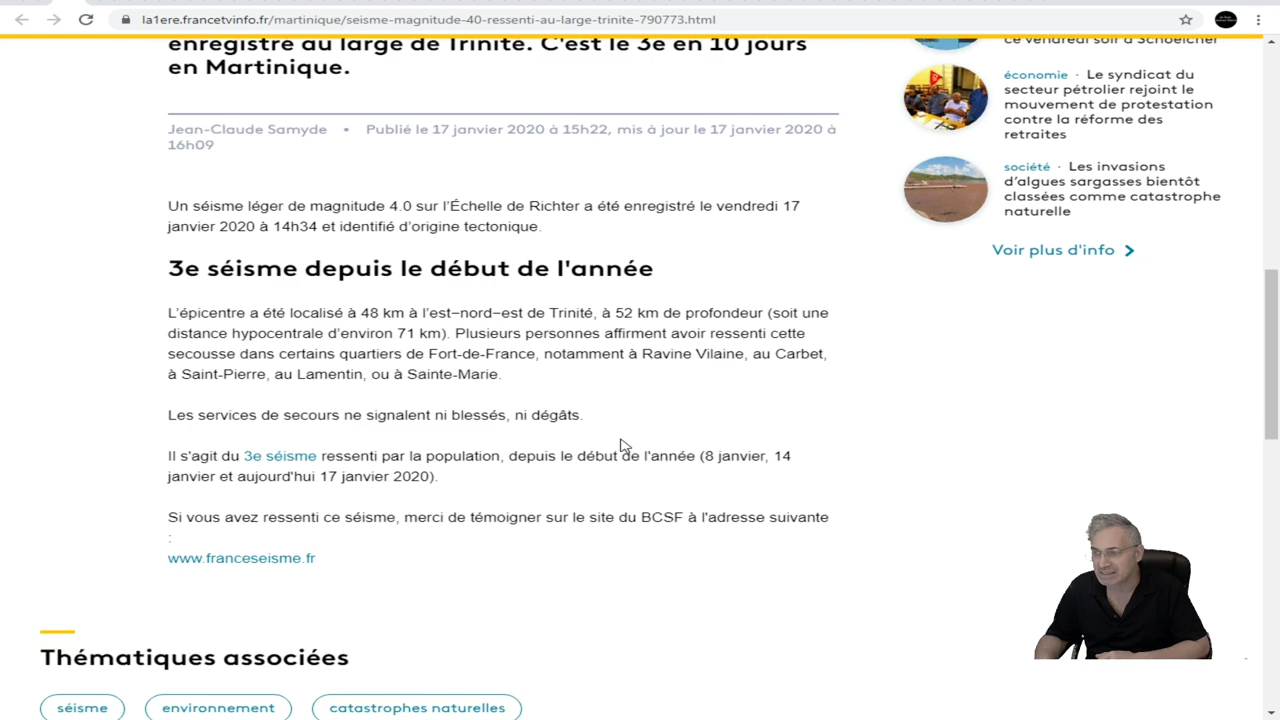 la1ere.francetvinfo.fr/martinique/seisme-magnitude-40-ressenti-au-large-trinite-790773.html
enregistré au large de Trinité. C'est le 3e en 10 jours
en Martinique.
Jean-Claude Samyde • Publié le 17 janvier 2020 à 15h22, mis à jour le 17 janvier 2020 à
16h09
Un séisme léger de magnitude 4.0 sur l’Échelle de Richter a été enregistré le vendredi 17
janvier 2020 à 14h34 et identifié d’origine tectonique.
3e séisme depuis le début de l'année
L’épicentre a été localisé à 48 km à l’est–nord–est de Trinité, à 52 km de profondeur (soit une
distance hypocentrale d’environ 71 km). Plusieurs personnes affirment avoir ressenti cette
secousse dans certains quartiers de Fort-de-France, notamment à Ravine Vilaine, au Carbet,
à Saint-Pierre, au Lamentin, ou à Sainte-Marie.
Les services de secours ne signalent ni blessés, ni dégâts.
Il s'agit du 3e séisme ressenti par la population, depuis le début de l'année (8 janvier, 14
janvier et aujourd'hui 17 janvier 2020).
Si vous avez ressenti ce séisme, merci de témoigner sur le site du BCSF à l'adresse suivante
:
www.franceseisme.fr
Thématiques associées
séisme environnement catastrophes naturelles
ce vendredi soir à Schoelcher
économie · Le syndicat du
secteur pétrolier rejoint le
mouvement de protestation
contre la réforme des
retraites
société · Les invasions
d’algues sargasses bientôt
classées comme catastrophe
naturelle
Voir plus d'info